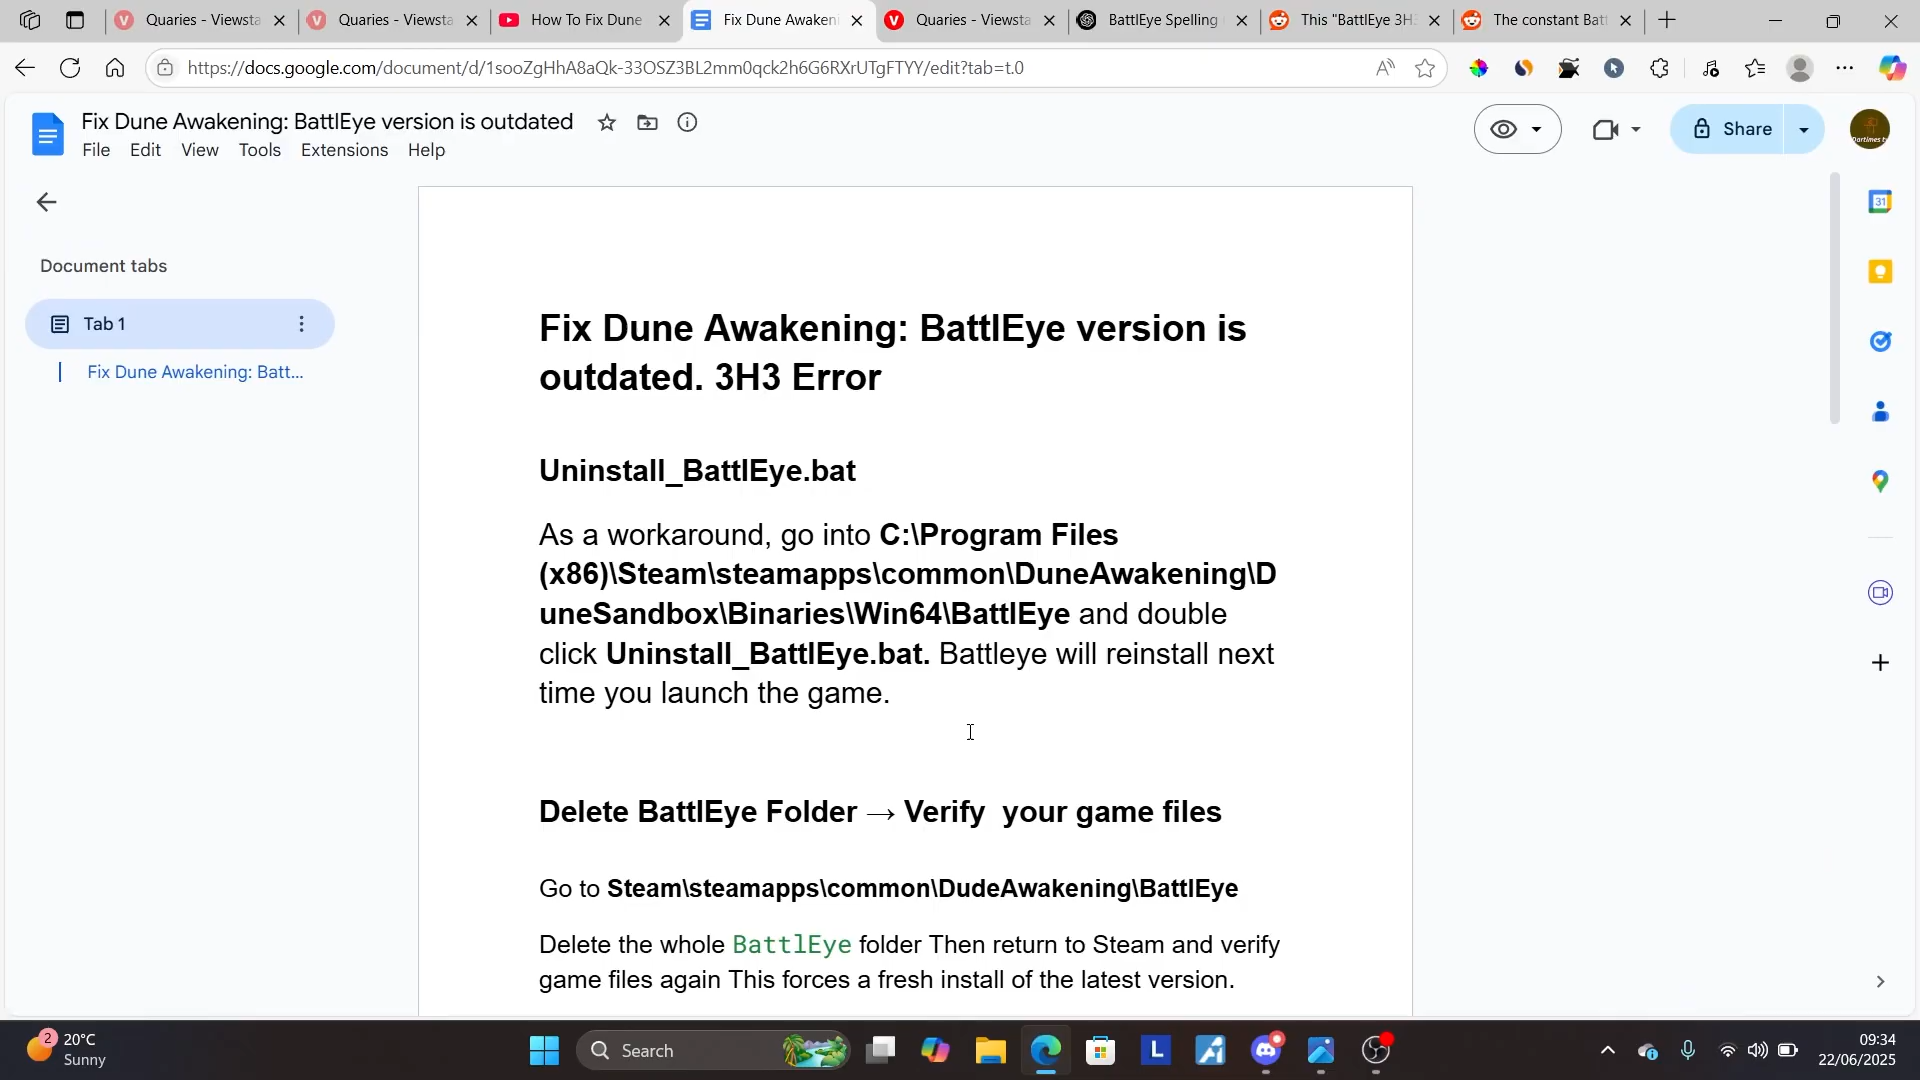 Quaries - Viewsta
Quaries - Viewsta
How To Fix Dune
Fix Dune Awakeni
Quaries - Viewsta
BattlEye Spelling
This "BattlEye 3H3
The constant Batt
https://docs.google.com/document/d/1sooZgHhA8aQk-33OSZ3BL2mm0qck2h6G6RXrUTgFTYY/edit?tab=t.0
Fix Dune Awakening: BattlEye version is outdated
File Edit View Tools Extensions Help
Share
Document tabs
Tab 1
Fix Dune Awakening: Batt...
Fix Dune Awakening: BattlEye version is
outdated. 3H3 Error
Uninstall_BattlEye.bat
As a workaround, go into C:\Program Files
(x86)\Steam\steamapps\common\DuneAwakening\D
uneSandbox\Binaries\Win64\BattlEye and double
click Uninstall_BattlEye.bat. Battleye will reinstall next
time you launch the game.
Delete BattlEye Folder → Verify  your game files
Go to Steam\steamapps\common\DudeAwakening\BattlEye
Delete the whole BattlEye folder Then return to Steam and verify
game files again This forces a fresh install of the latest version.
31
2
20°C
Sunny
Search
L
09:34
22/06/2025